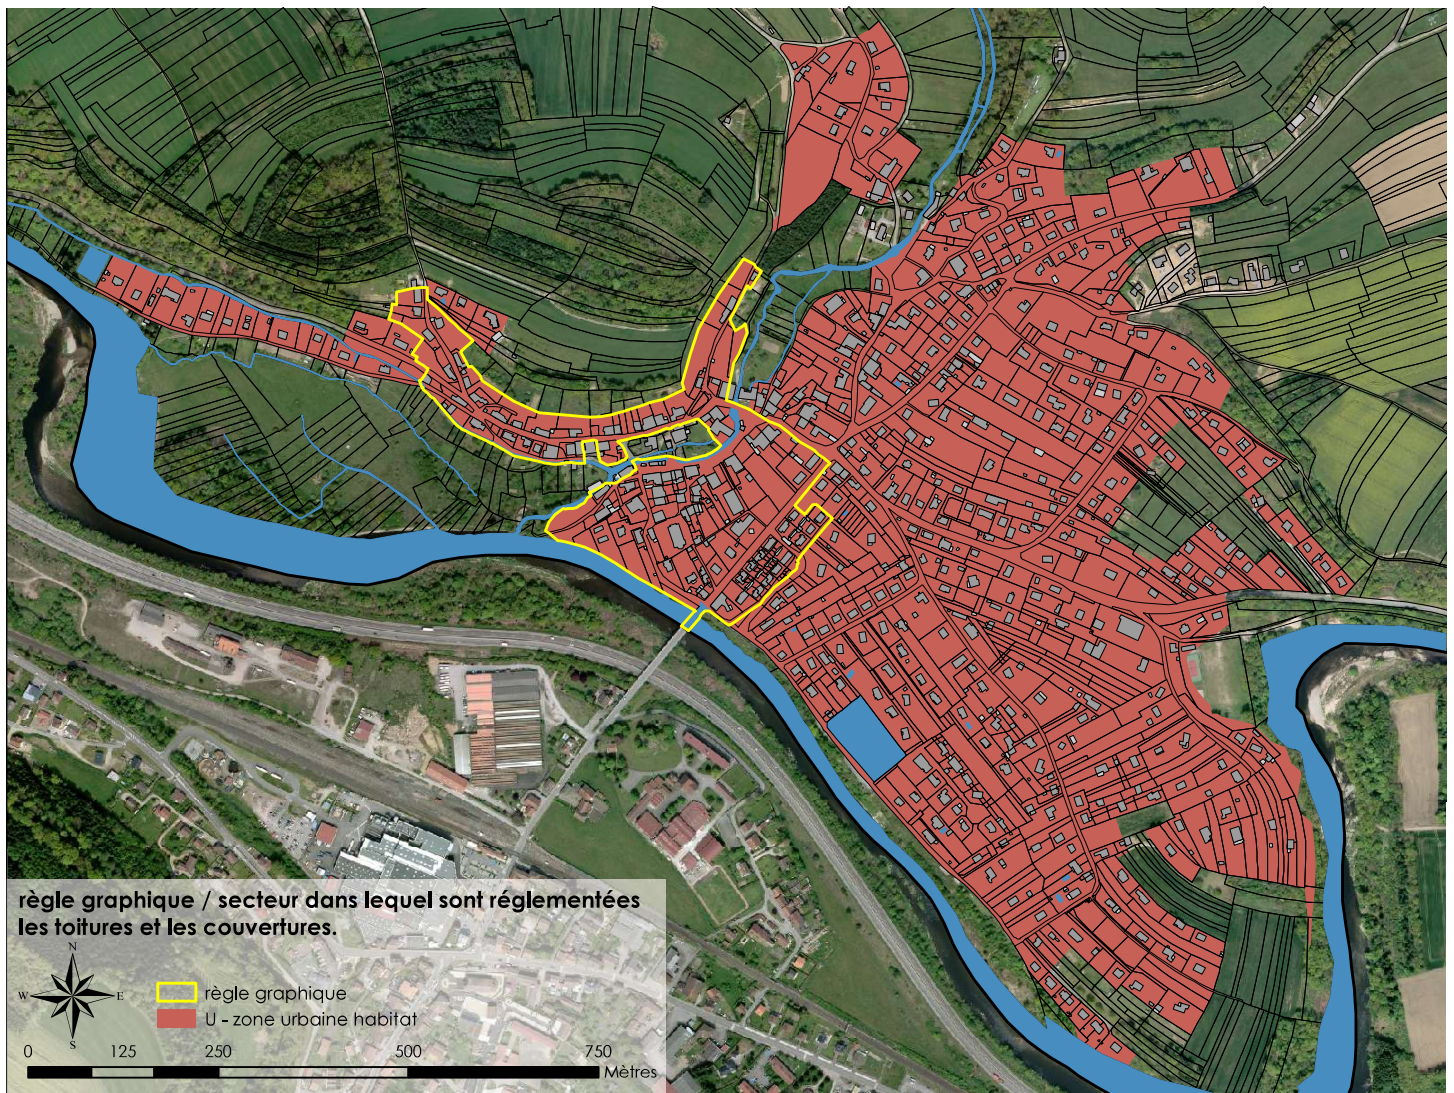 règle graphique / secteur dans lequel sont réglementées
les toitures et les couvertures.
N
W
E
S
règle graphique
U - zone urbaine habitat
0 125 250 500 750
Mètres